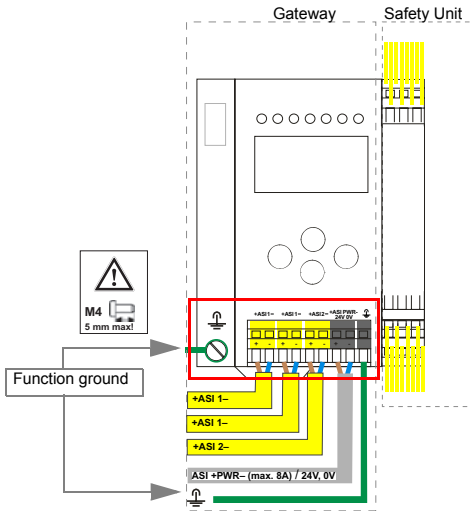 Gateway
Safety Unit
M4
5 mm max!
+ASI1– +ASI1– +ASI2– +ASI PWR–
24V 0V
+ - + - + - + -
Function ground
+ASI 1–
+ASI 1–
+ASI 2–
ASI +PWR– (max. 8A) / 24V, 0V